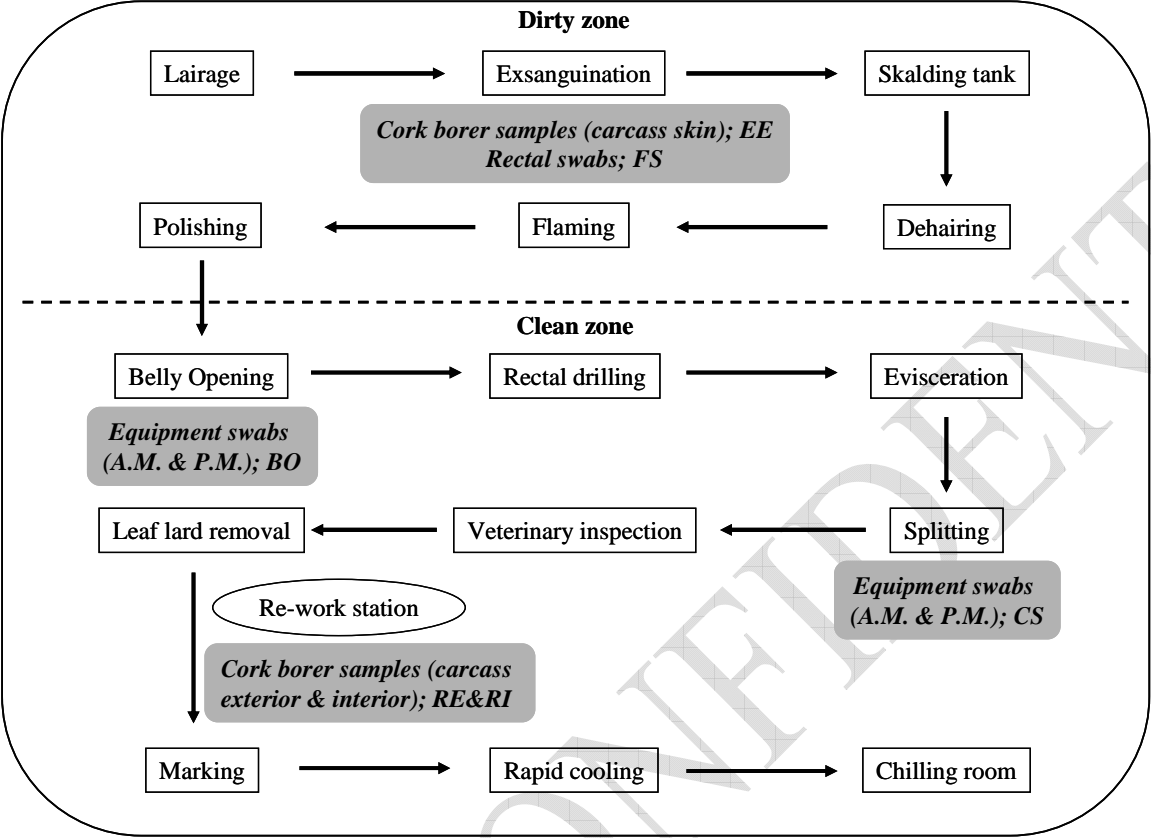 Dirty zone
Lairage
Exsanguination
Skalding tank
Cork borer samples (carcass skin); EE
Rectal swabs; FS
Polishing
Flaming
Dehairing
Clean zone
Belly Opening
Rectal drilling
Evisceration
Equipment swabs
(A.M. & P.M.); BO
Leaf lard removal
Veterinary inspection
Splitting
Equipment swabs
(A.M. & P.M.); CS
Re-work station
Cork borer samples (carcass
exterior & interior); RE&RI
Marking
Rapid cooling
Chilling room
ONFIDENT